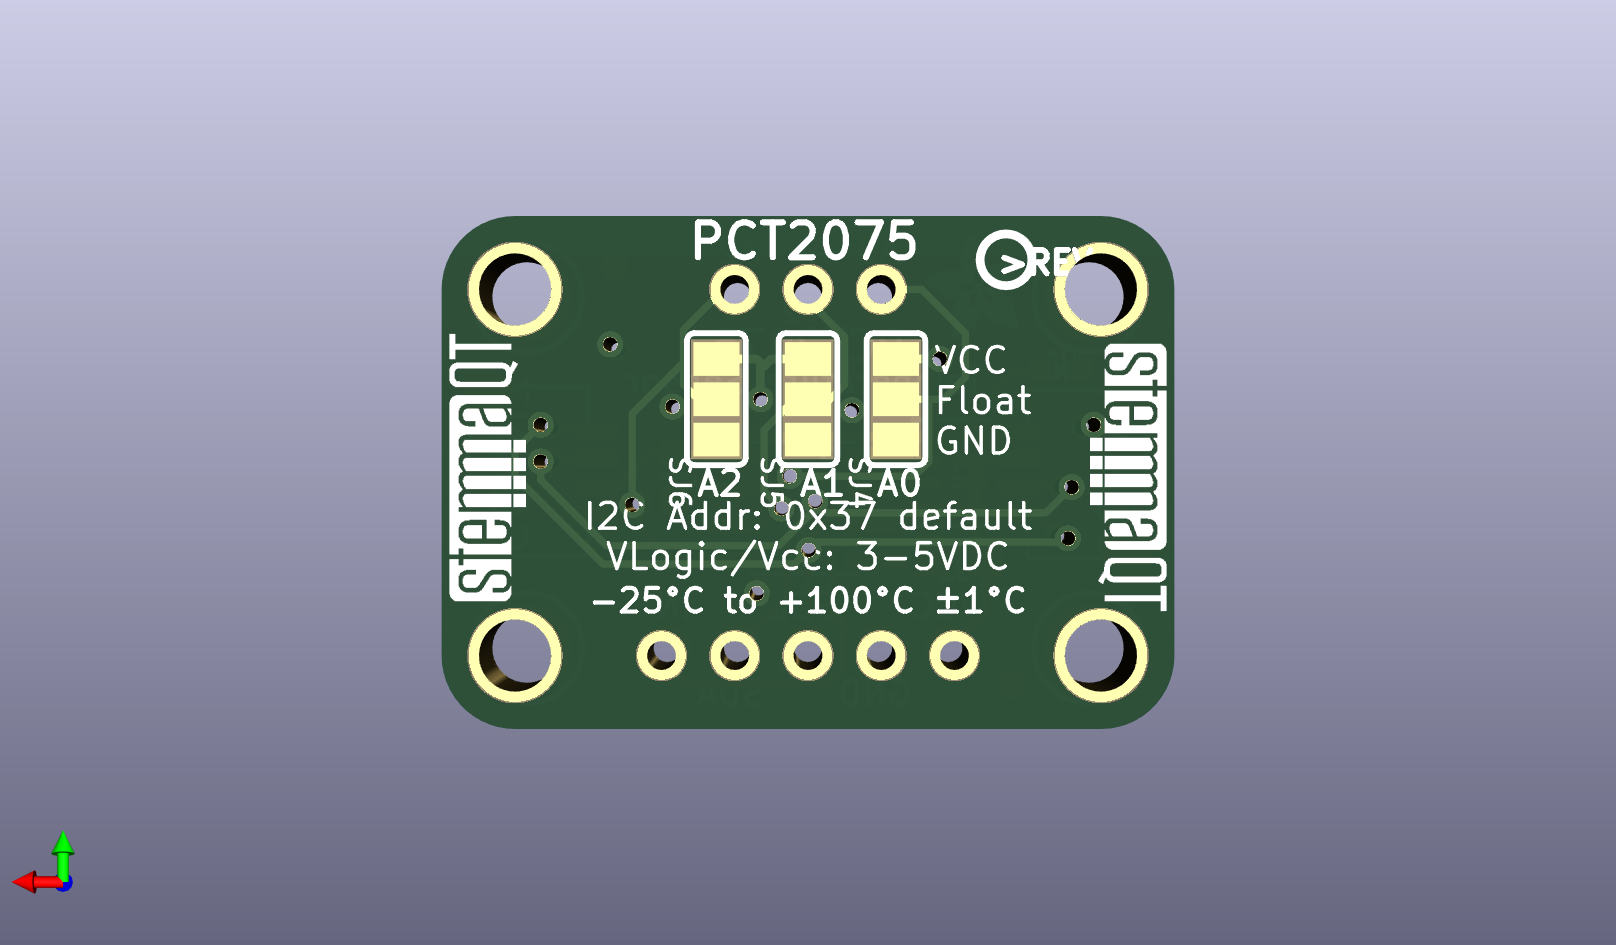 PCT2075
>REV
stemmaQT
VCC
Float
GND
stemmaQT
SJ6
A2
SJ5
A1
SJ4
A0
I2C Addr: 0x37 default
VLogic/Vcc: 3-5VDC
-25°C to +100°C ±1°C